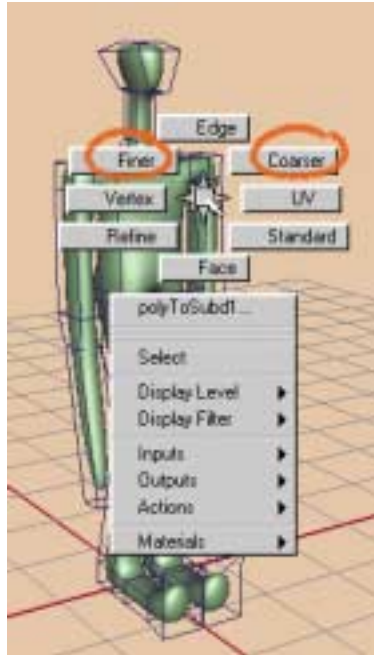 Edge
Finer Coarser
Vertex UV
Refine Standard
Face
polyToSubd1...
Select
Display Level
Display Filter
Inputs
Outputs
Actions
Materials